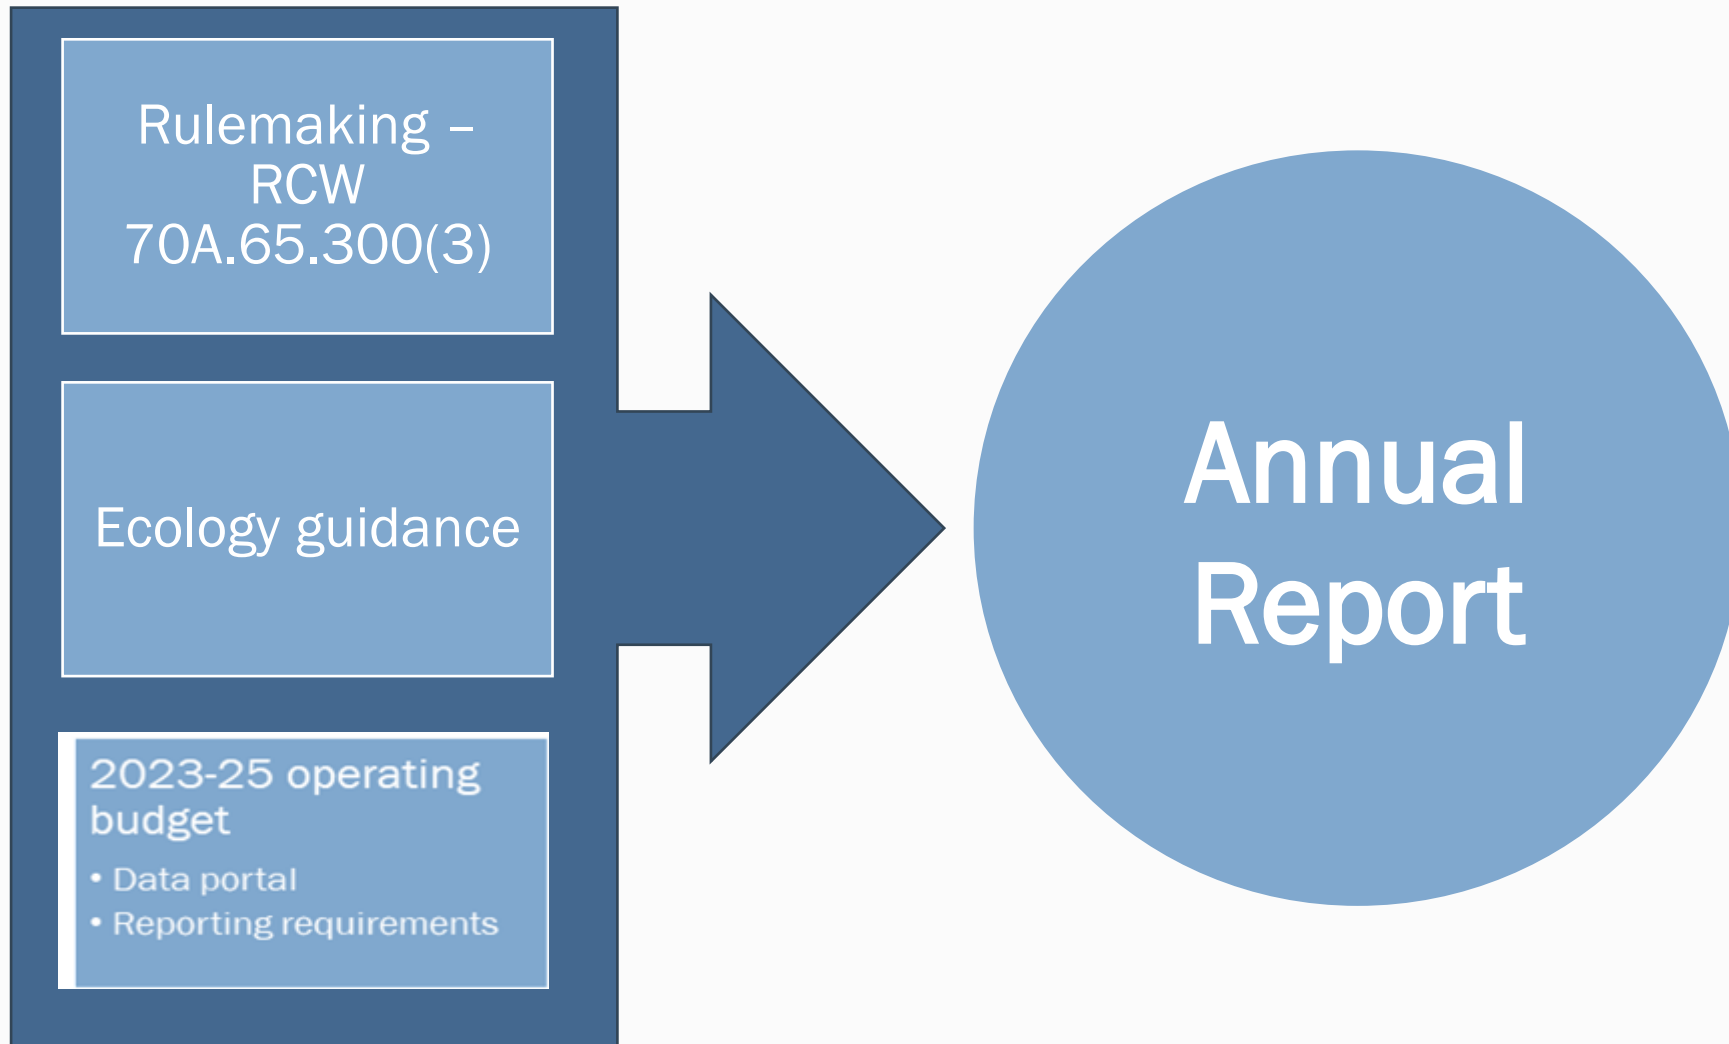 Rulemaking –
RCW
70A.65.300(3)
Ecology guidance
2023-25 operating
budget
• Data portal
• Reporting requirements
Annual
Report